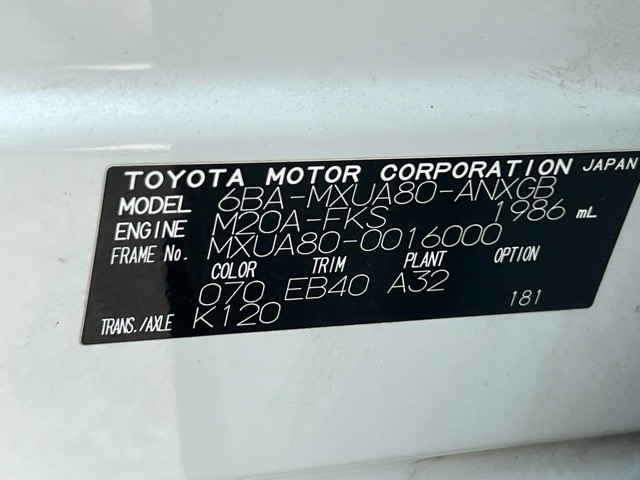 TOYOTA MOTOR CORPORATION JAPAN
MODEL 6BA-MXUA80-ANXGB
ENGINE M20A-FKS 1986 mL
FRAME No. MXUA80-0016000
COLOR TRIM PLANT OPTION
070 EB40 A32
TRANS./AXLE K120 181